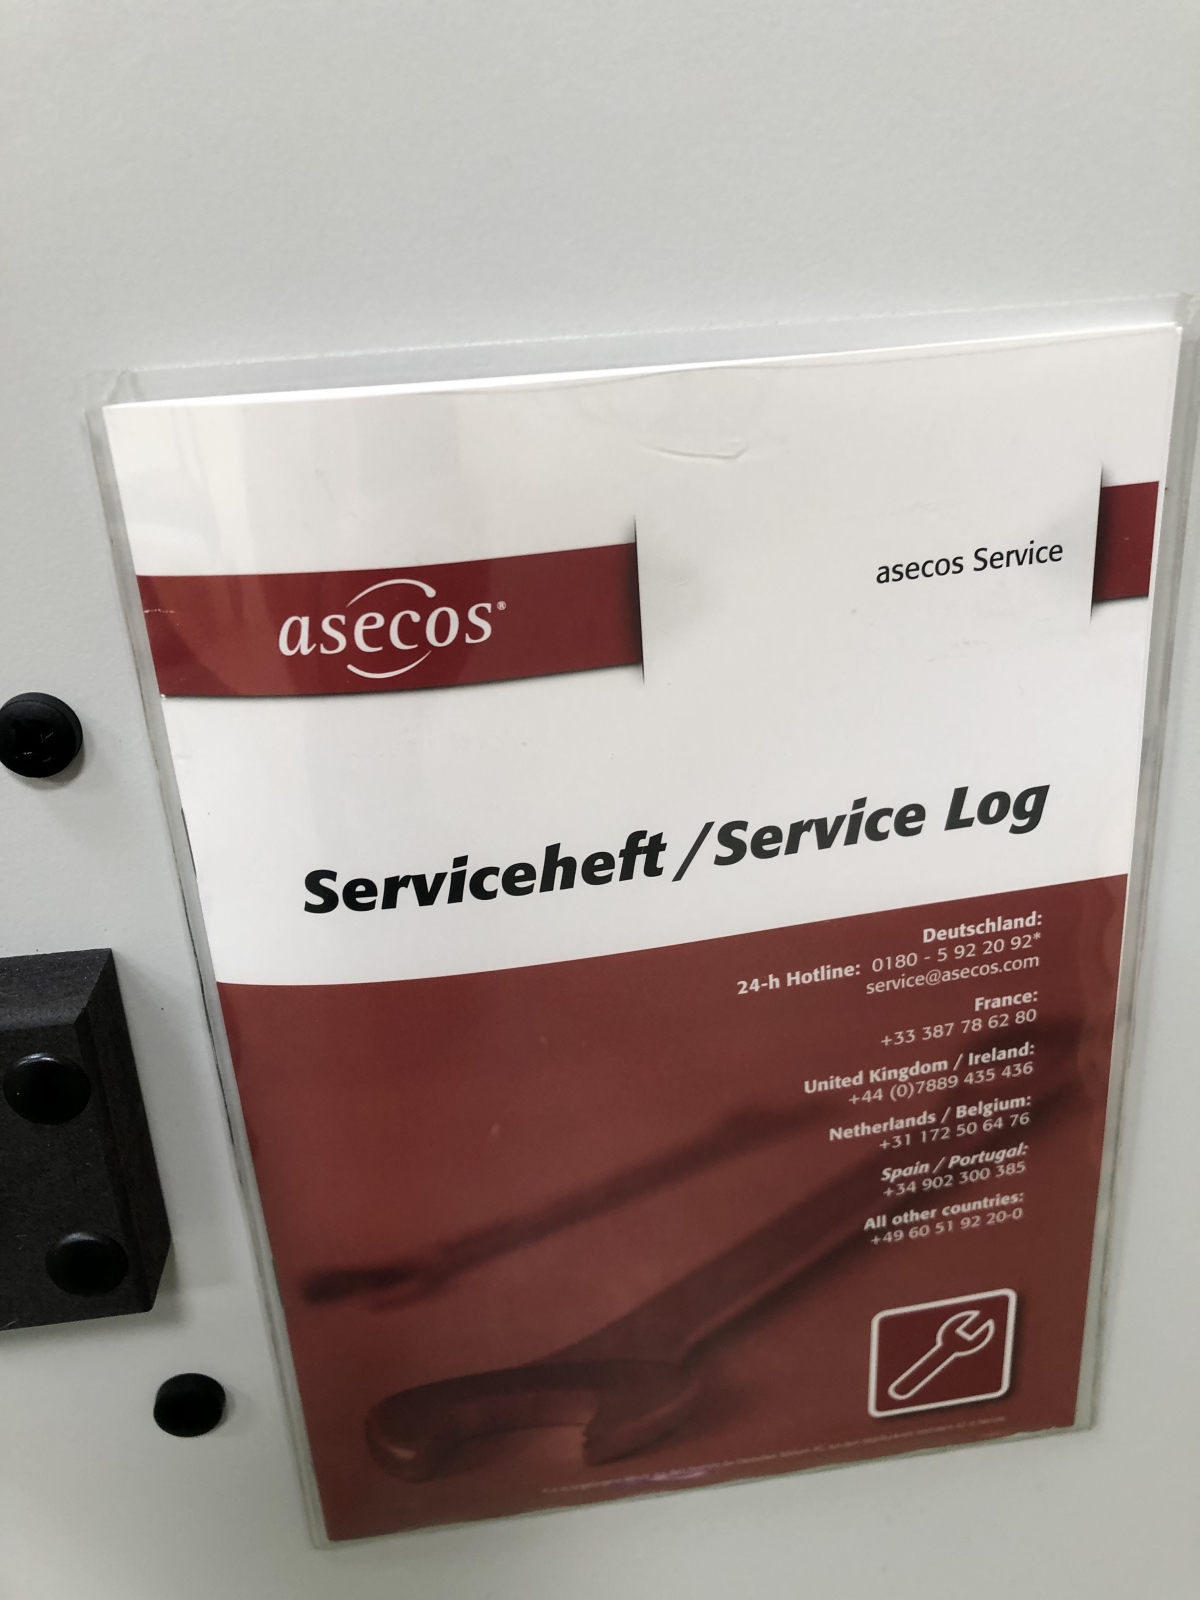 asecos®
asecos Service
Serviceheft / Service Log
Deutschland:
24-h Hotline: 0180 - 5 92 20 92*
service@asecos.com
France:
+33 387 78 62 80
United Kingdom / Ireland:
+44 (0)7889 435 436
Netherlands / Belgium:
+31 172 50 64 76
Spain / Portugal:
+34 902 300 385
All other countries:
+49 60 51 92 20-0